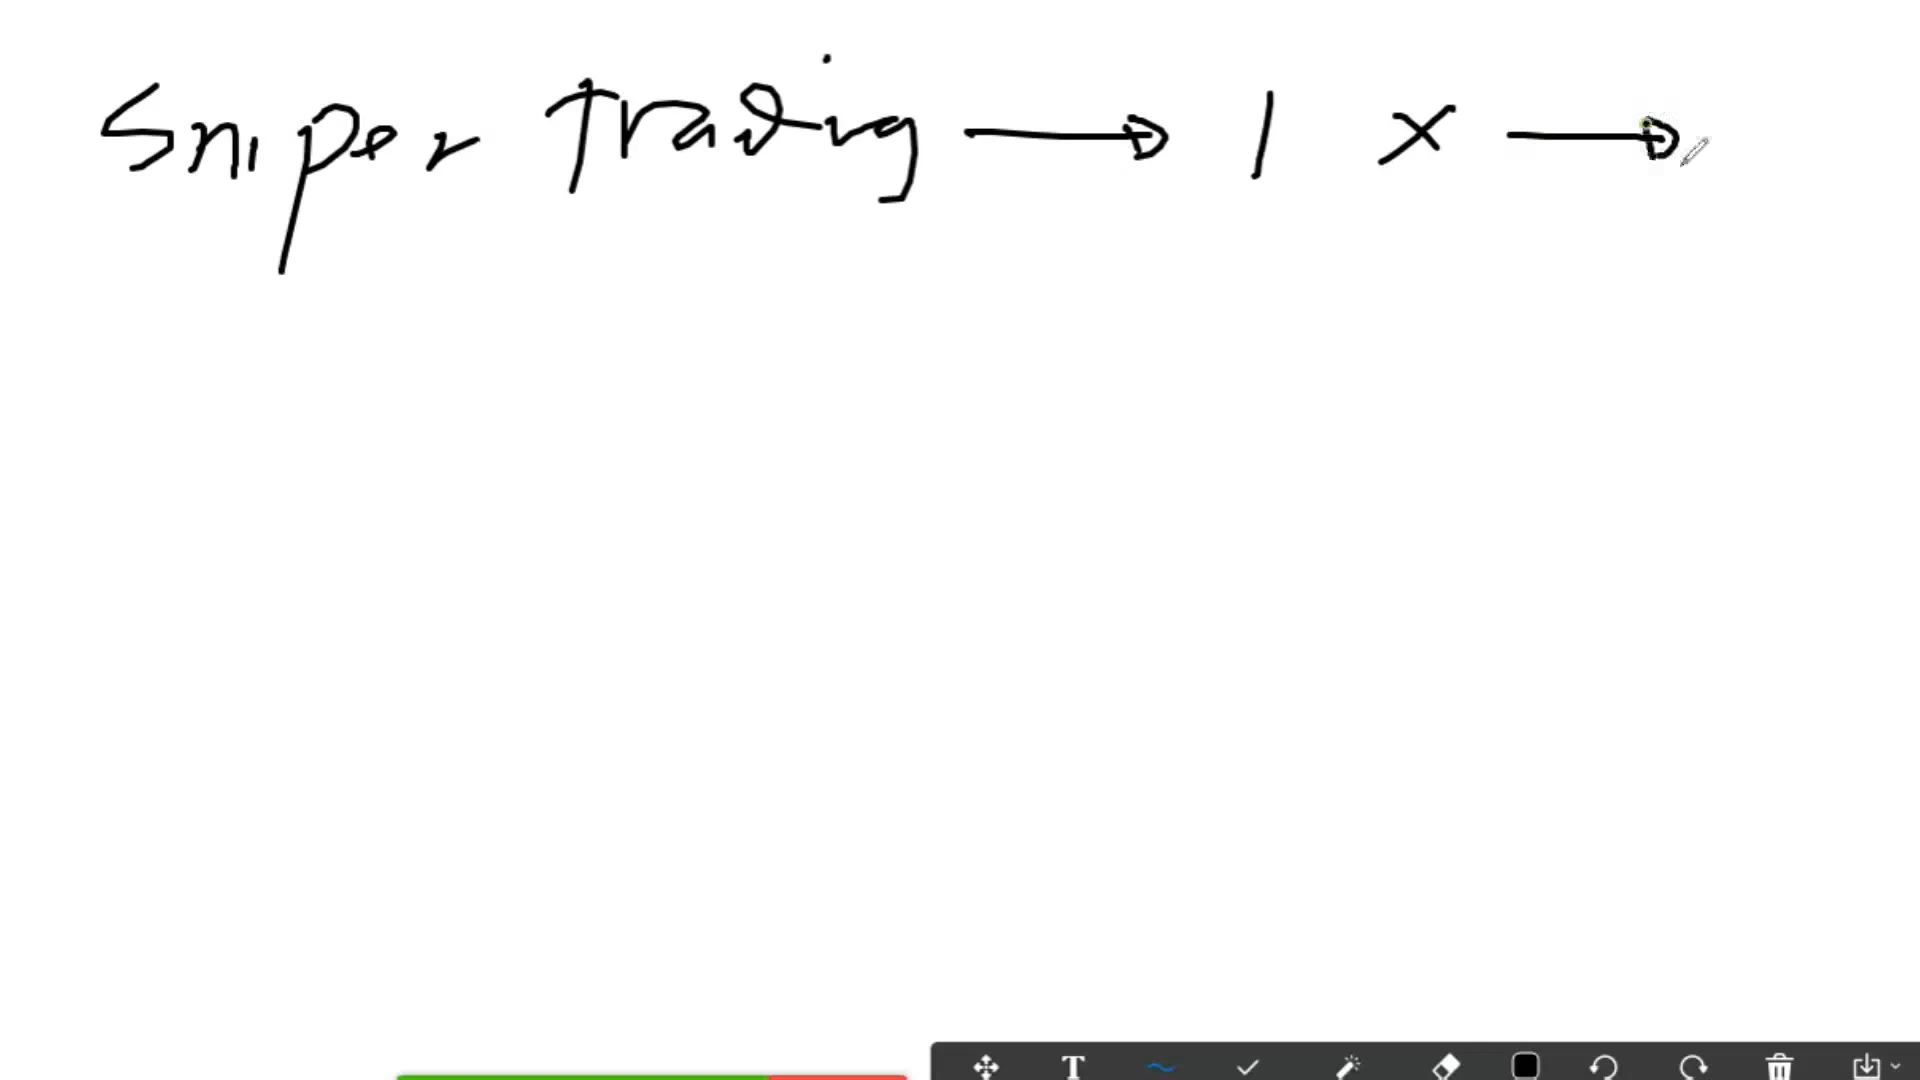 Sniper Trading → 1 x →
T